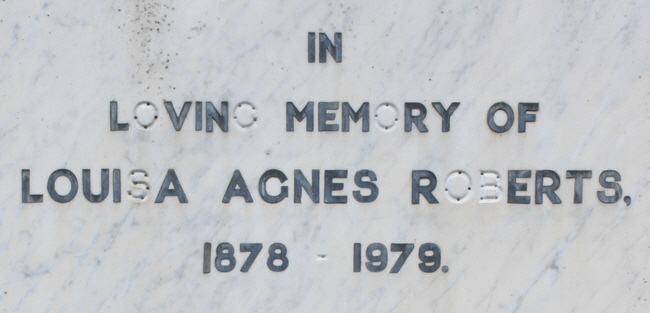 IN
LOVING MEMORY OF
LOUISA AGNES ROBERTS,
1878 - 1979.